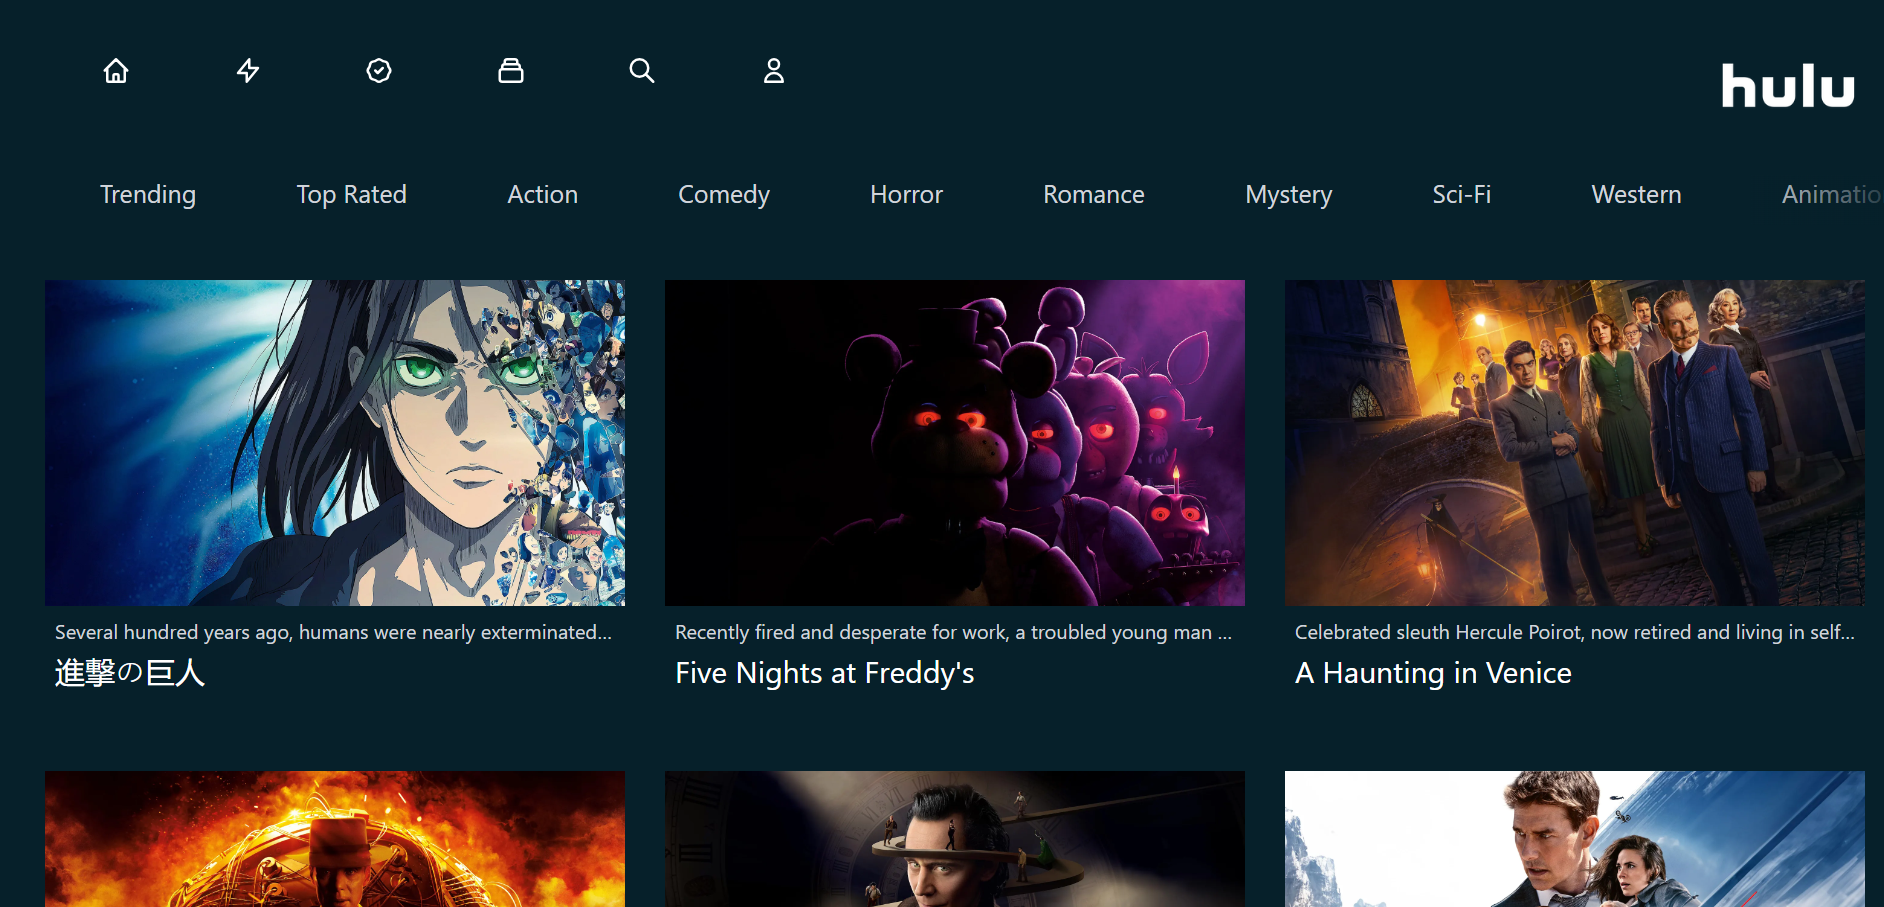 hulu
Trending
Top Rated
Action
Comedy
Horror
Romance
Mystery
Sci-Fi
Western
Animatio
Several hundred years ago, humans were nearly exterminated...
進撃の巨人
Recently fired and desperate for work, a troubled young man ...
Five Nights at Freddy's
Celebrated sleuth Hercule Poirot, now retired and living in self...
A Haunting in Venice